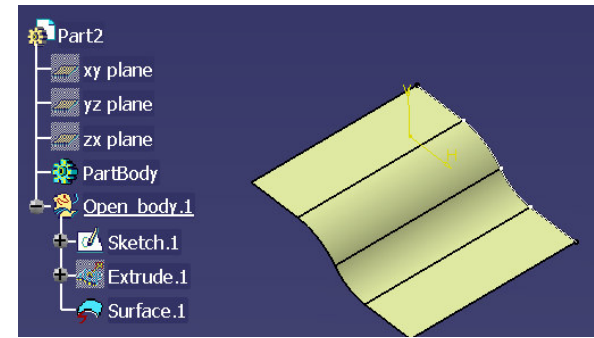 Part2
xy plane
yz plane
zx plane
PartBody
Open_body.1
Sketch.1
Extrude.1
Surface.1